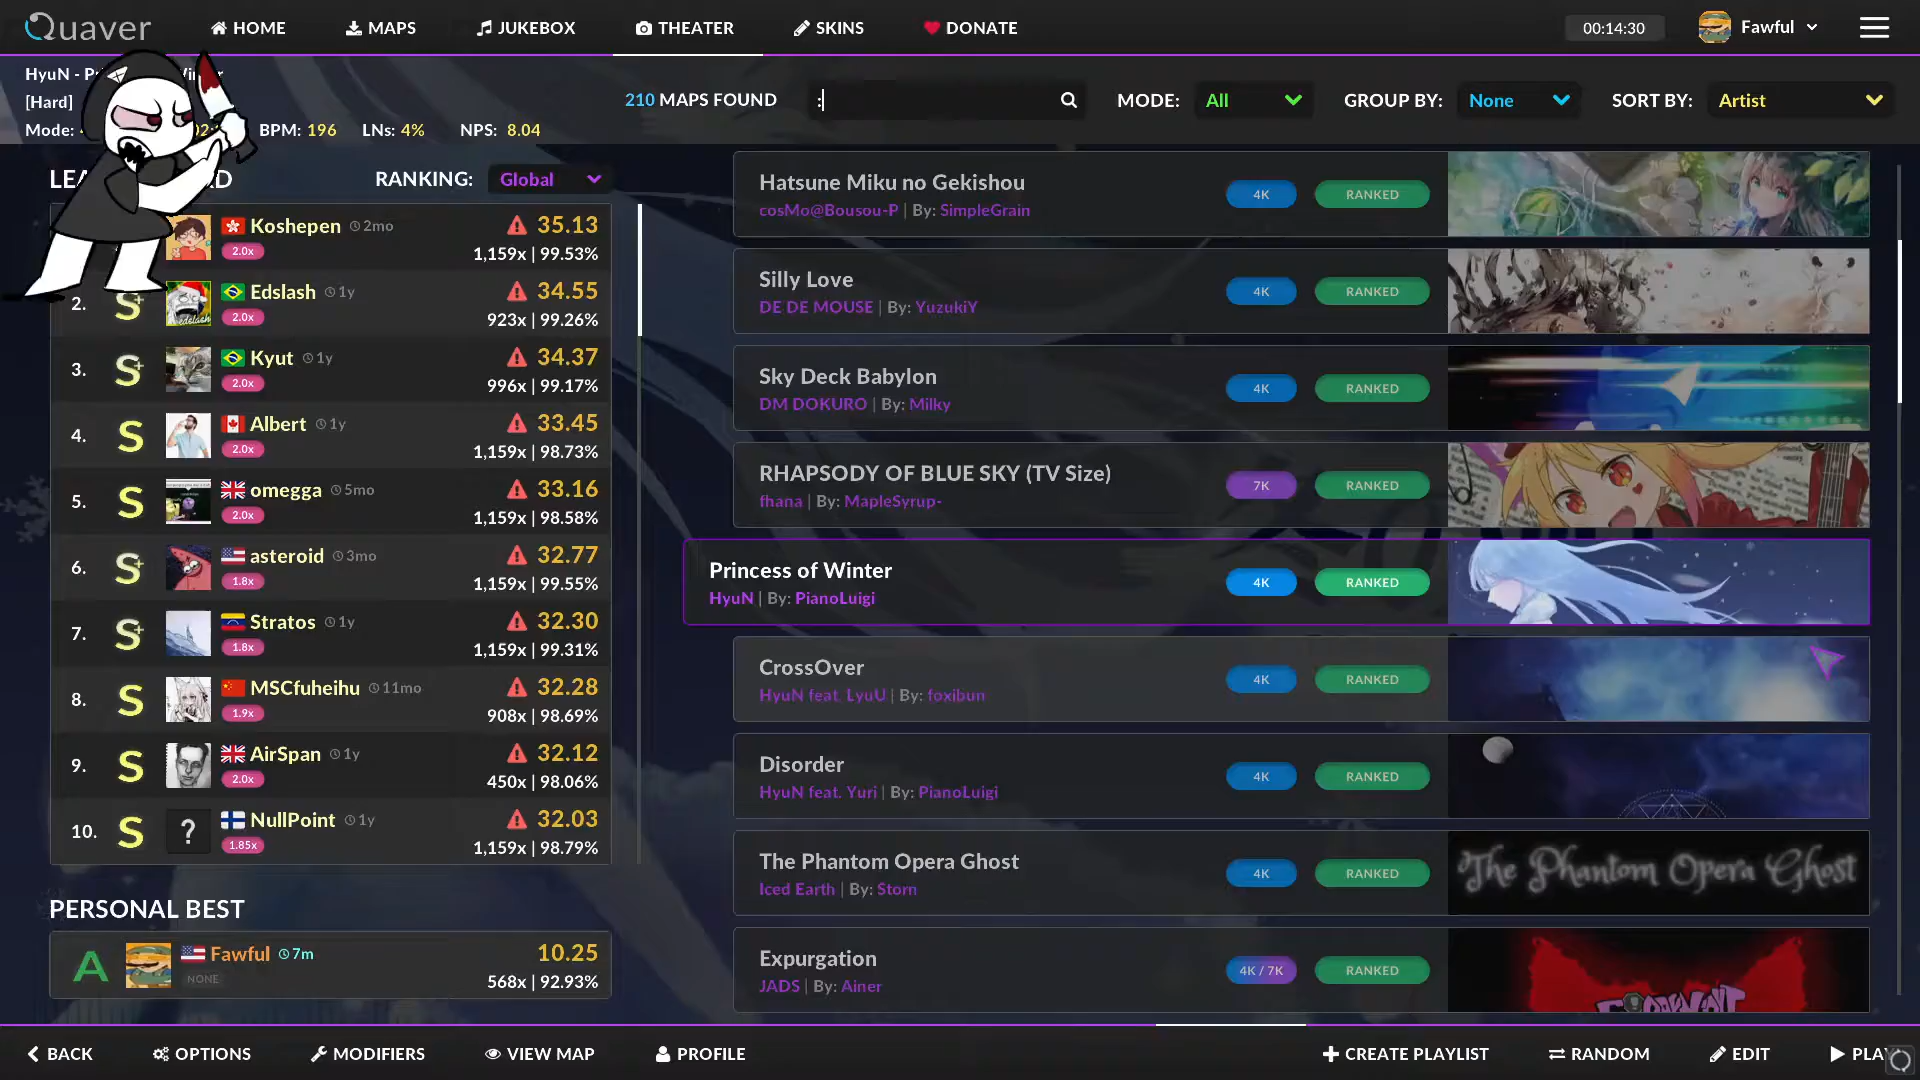 Quaver
HOME
MAPS
JUKEBOX
THEATER
SKINS
DONATE
00:14:30
Fawful
HyuN - 
[Hard]
Mode:
BPM: 196
LNs: 4%
NPS: 8.04
210 MAPS FOUND
:
MODE: All
GROUP BY: None
SORT BY: Artist
RANKING: Global
Koshepen 2mo
35.13
2.0x
1,159x | 99.53%
2.
S+
Edslash 1y
34.55
2.0x
923x | 99.26%
3.
S+
Kyut 1y
34.37
2.0x
996x | 99.17%
4.
S
Albert 1y
33.45
2.0x
1,159x | 98.73%
5.
S
omegga 5mo
33.16
2.0x
1,159x | 98.58%
6.
S+
asteroid 3mo
32.77
1.8x
1,159x | 99.55%
7.
S+
Stratos 1y
32.30
1.8x
1,159x | 99.31%
8.
S
MSCfuheihu 11mo
32.28
1.9x
908x | 98.69%
9.
S
AirSpan 1y
32.12
2.0x
450x | 98.06%
10.
S
?
NullPoint 1y
32.03
1.85x
1,159x | 98.79%
PERSONAL BEST
A
Fawful 7m
10.25
NONE
568x | 92.93%
Hatsune Miku no Gekishou
cosMo@Bousou-P | By: SimpleGrain
4K
RANKED
Silly Love
DE DE MOUSE | By: YuzukiY
4K
RANKED
Sky Deck Babylon
DM DOKURO | By: Milky
4K
RANKED
RHAPSODY OF BLUE SKY (TV Size)
fhana | By: MapleSyrup-
7K
RANKED
Princess of Winter
HyuN | By: PianoLuigi
4K
RANKED
CrossOver
HyuN feat. LyuU | By: foxibun
4K
RANKED
Disorder
HyuN feat. Yuri | By: PianoLuigi
4K
RANKED
The Phantom Opera Ghost
Iced Earth | By: Storn
4K
RANKED
The Phantom Opera Ghost
Expurgation
JADS | By: Ainer
4K / 7K
RANKED
BACK
OPTIONS
MODIFIERS
VIEW MAP
PROFILE
CREATE PLAYLIST
RANDOM
EDIT
PLAY